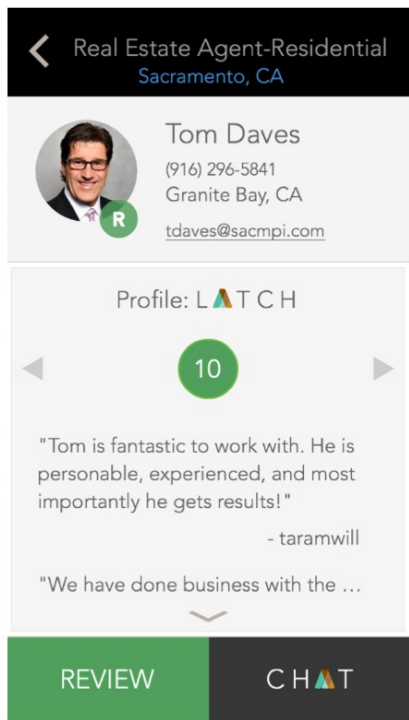 Real Estate Agent-Residential
Sacramento, CA
Tom Daves
(916) 296-5841
Granite Bay, CA
tdaves@sacmpi.com
R
Profile: LATCH
10
"Tom is fantastic to work with. He is
personable, experienced, and most
importantly he gets results!"
- taramwill
"We have done business with the ...
REVIEW
CHAT